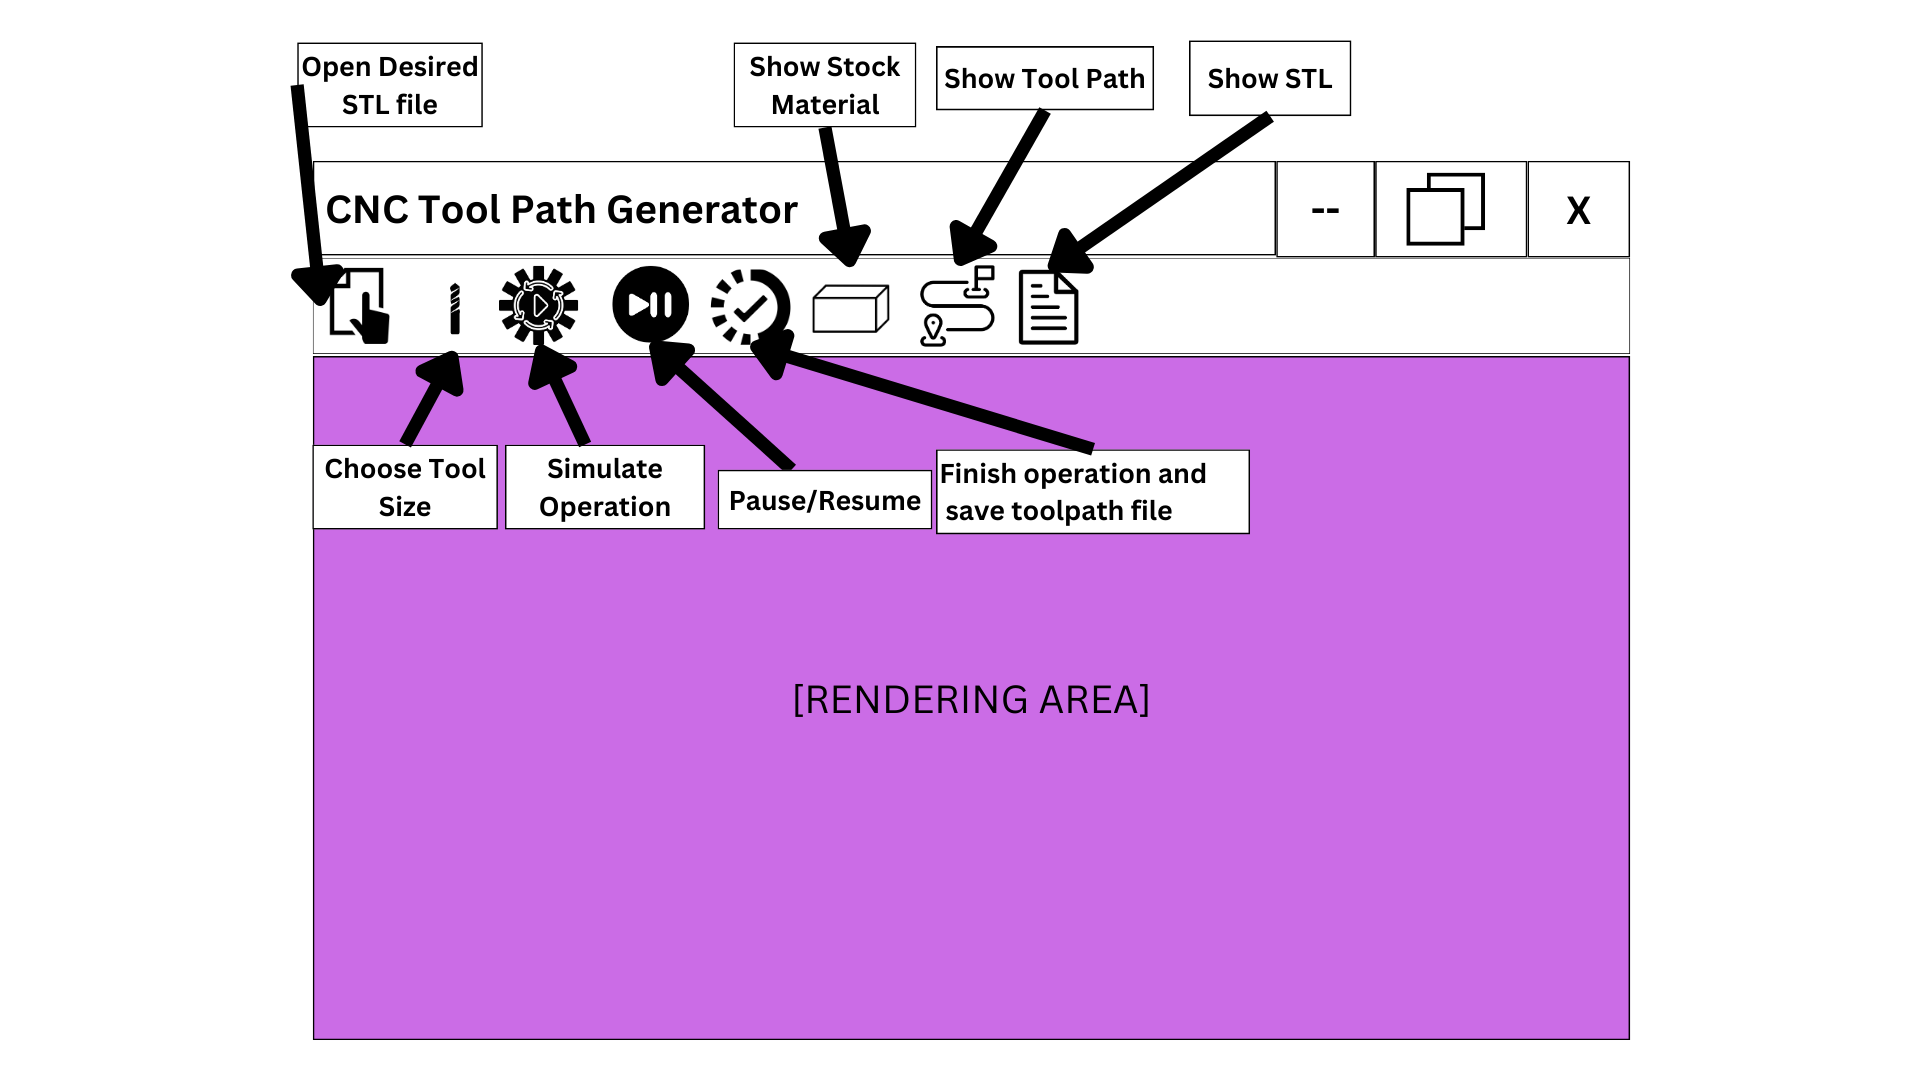 Open Desired
STL file
Show Stock
Material
Show Tool Path
Show STL
CNC Tool Path Generator
--
X
Choose Tool
Size
Simulate
Operation
Pause/Resume
Finish operation and
save toolpath file
[RENDERING AREA]